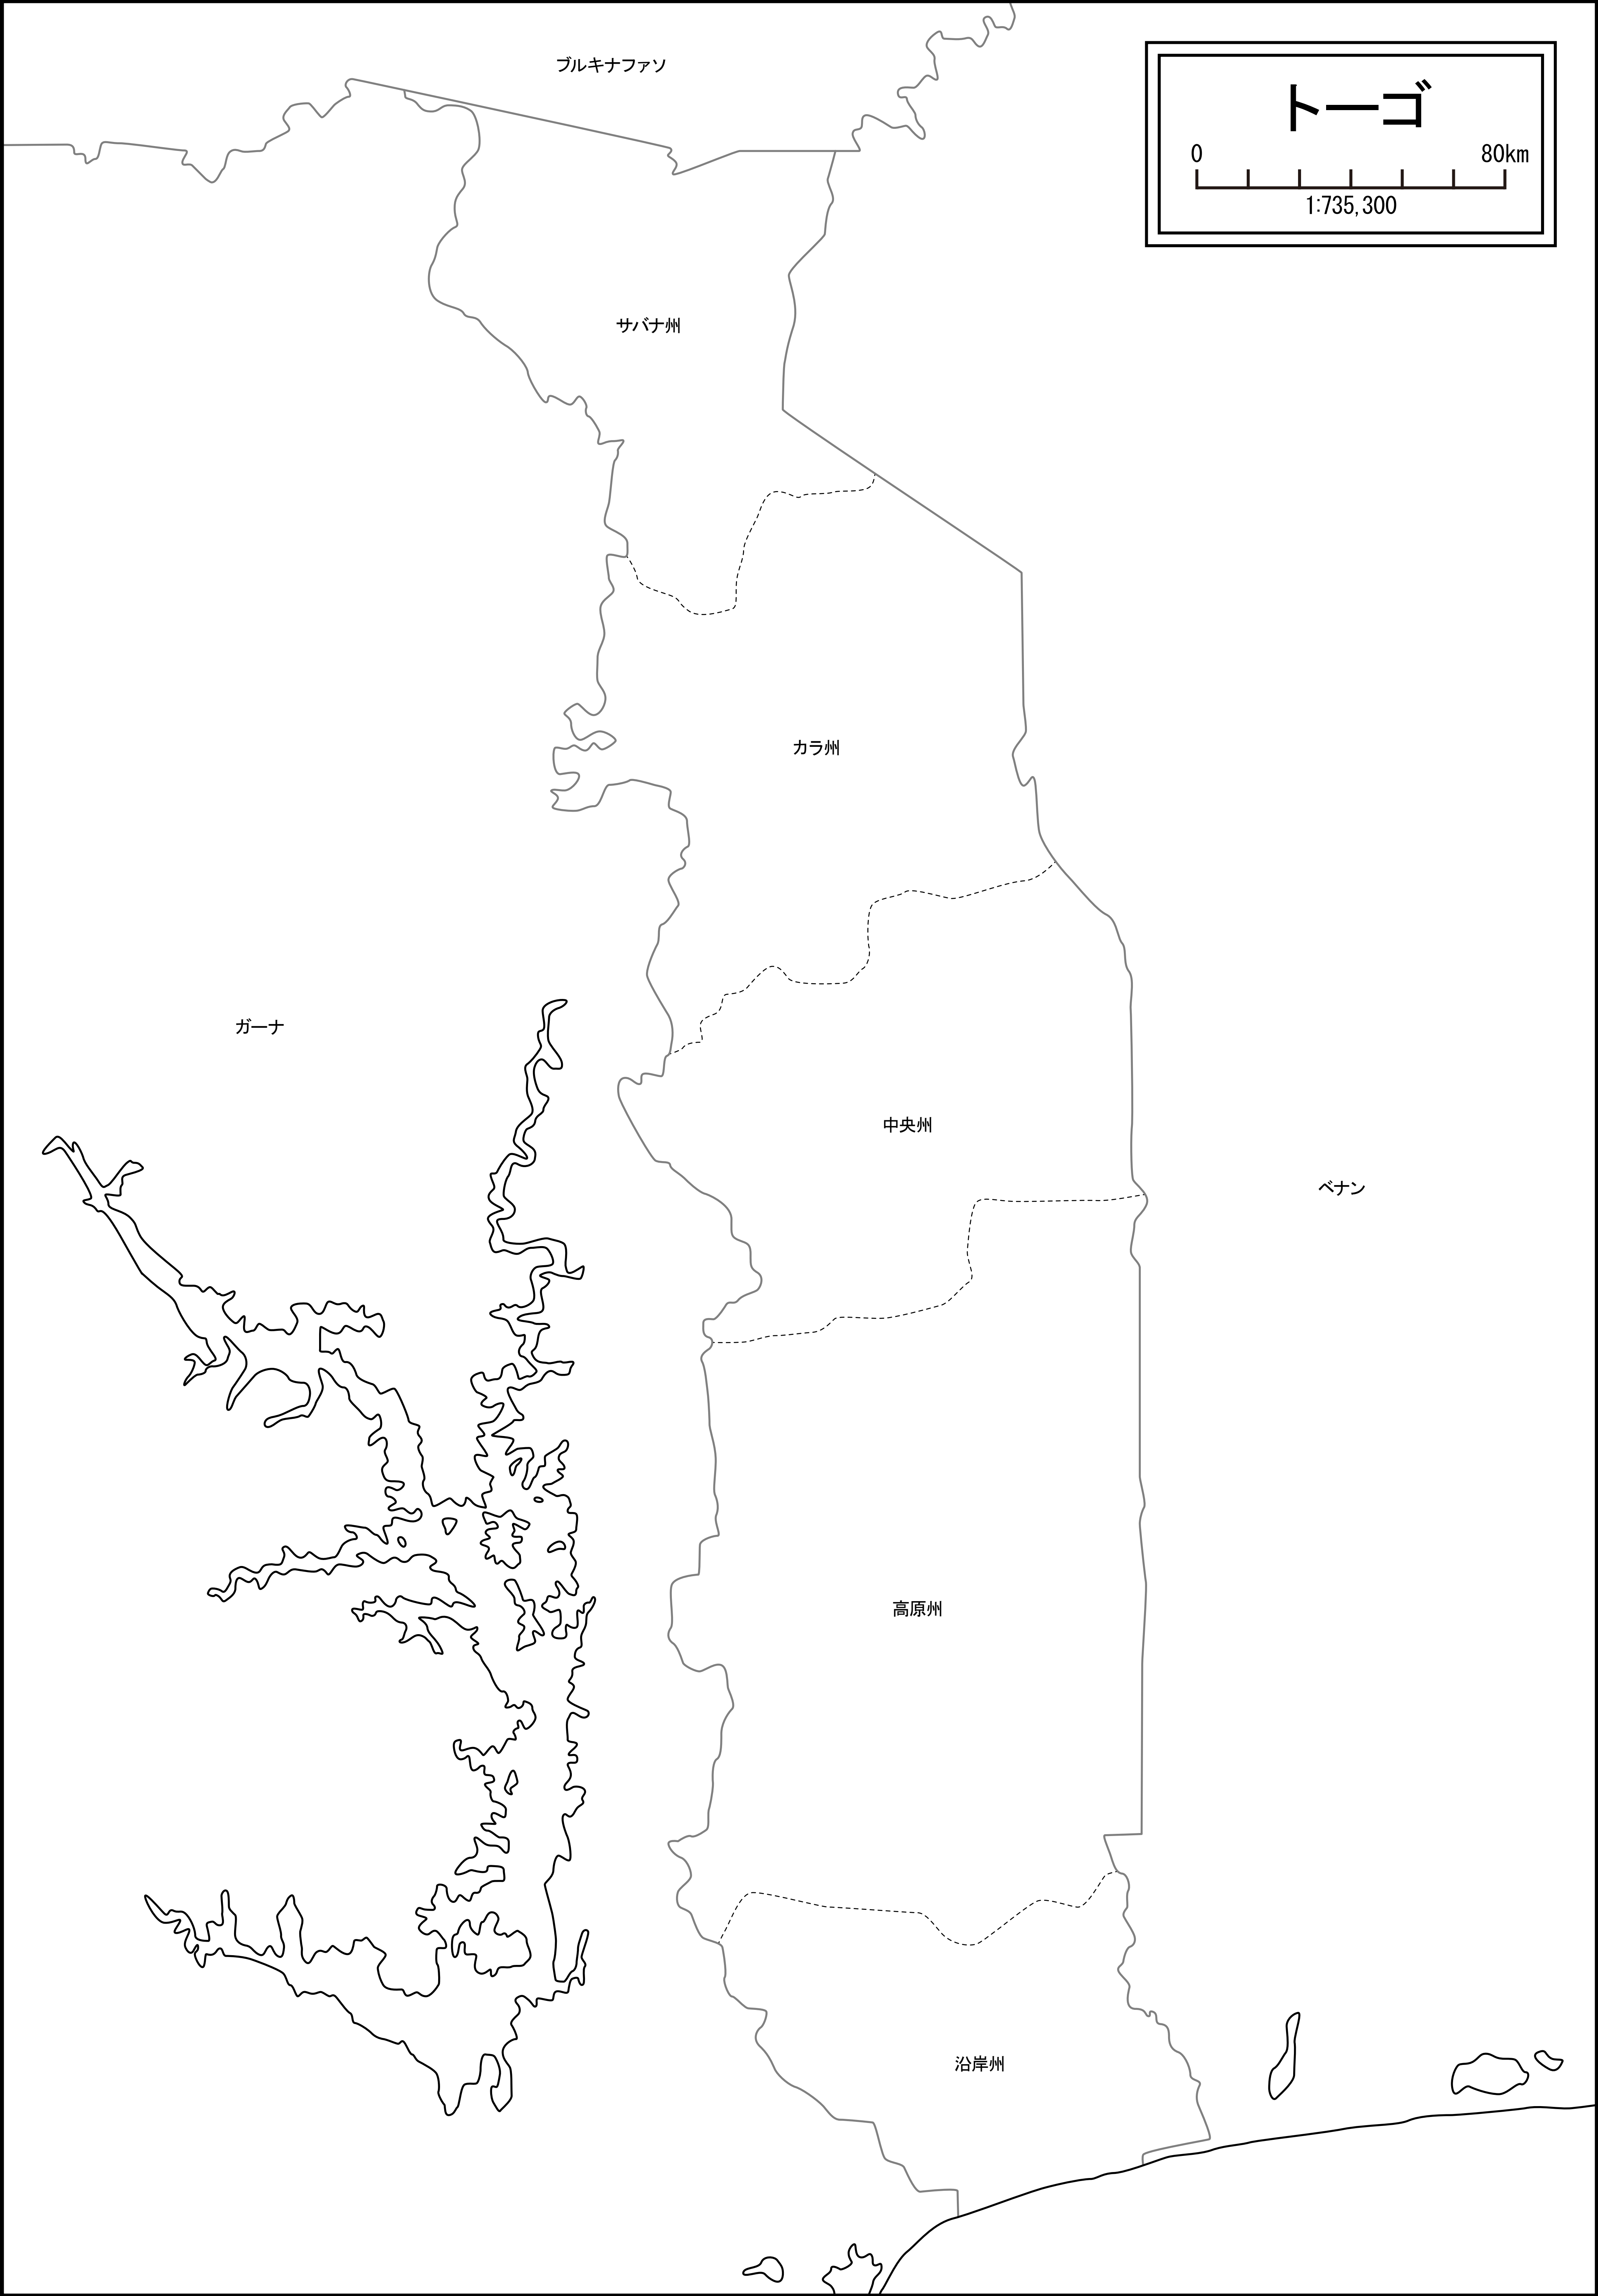 ブルキナファソ
トーゴ
0 80km
1:735,300
サバナ州
カラ州
ガーナ
中央州
ベナン
高原州
沿岸州